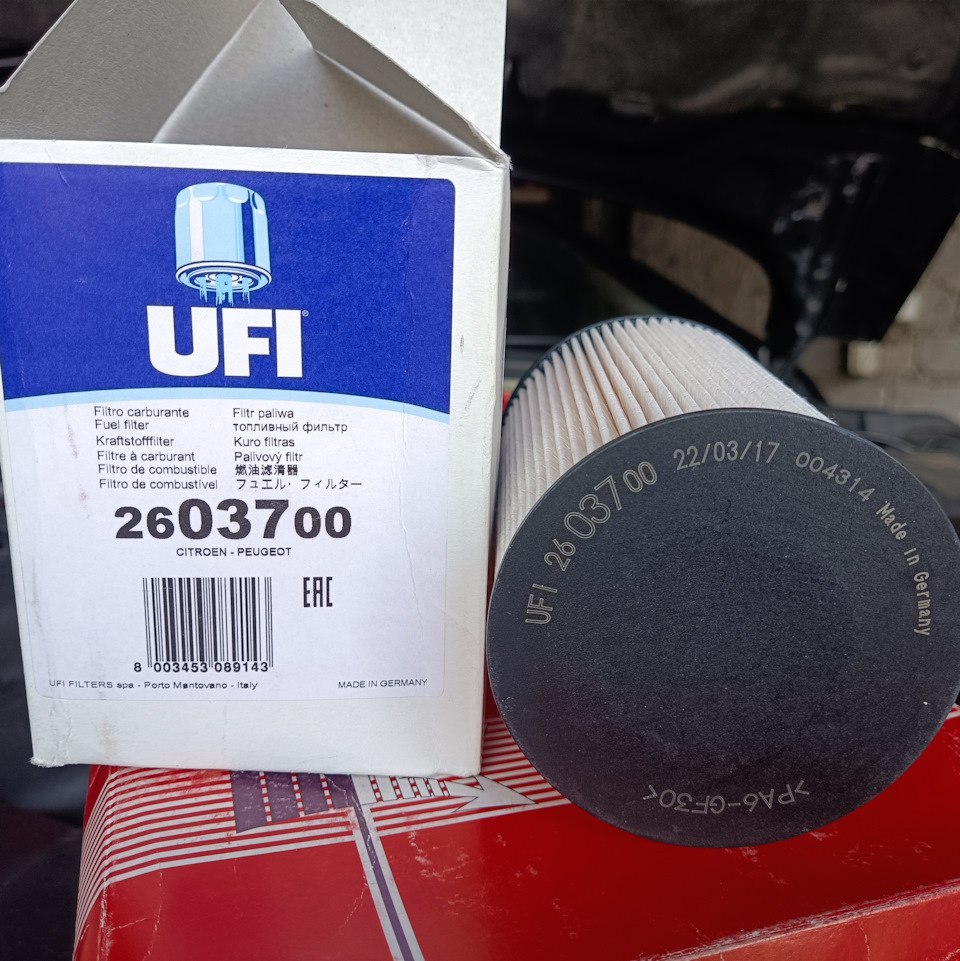 UFI®
Filtro carburante
Fuel filter
Kraftstofffilter
Filtre à carburant
Filtro de combustible
Filtro de combustível
Filtr paliwa
топливный фильтр
Kuro filtras
Palivový filtr
燃油滤清器
フュエル・フィルター
2603700
CITROEN - PEUGEOT
EAC
8 003453 089143
UFI FILTERS spa - Porto Mantovano - Italy
MADE IN GERMANY
UFI 2603700 22/03/17 004314 Made in Germany
>PA6-GF30<